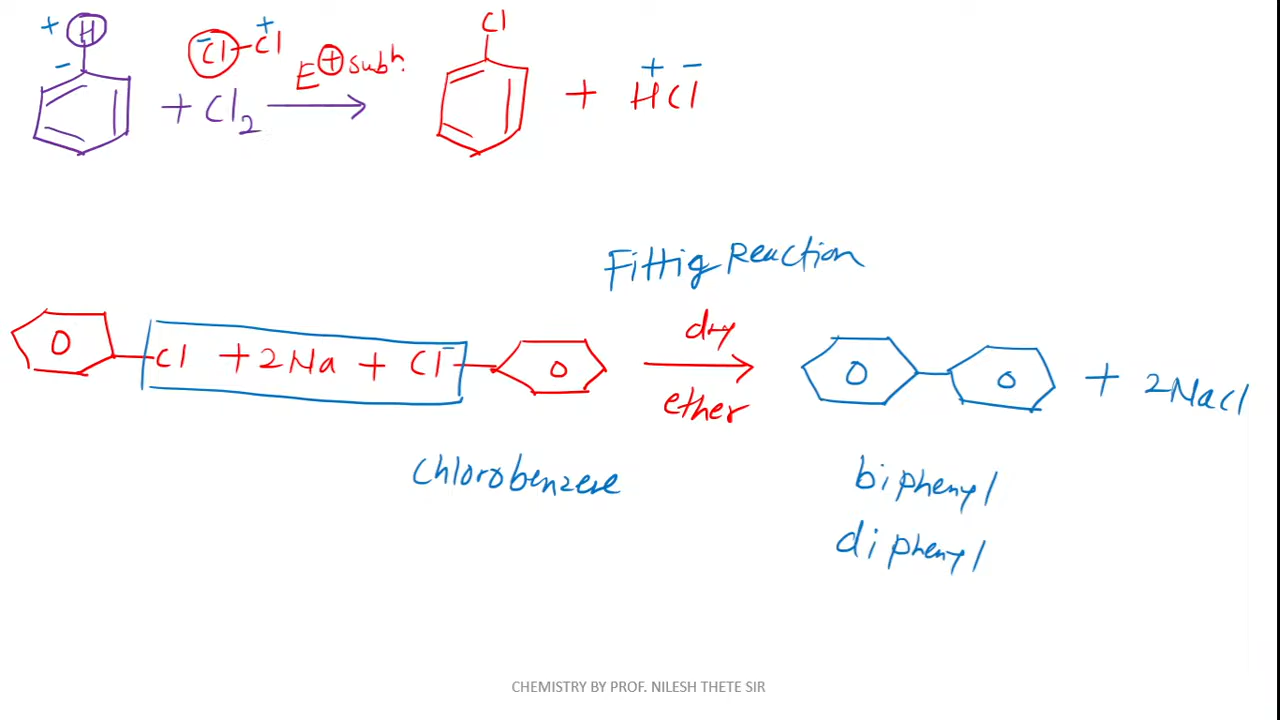 + H
- Cl - Cl +
Cl
+ Cl2 E⊕ subn. + HCl
+ -
Fittig Reaction
Cl + 2Na + Cl- dry ether + 2NaCl
Chlorobenzene biphenyl
diphenyl
CHEMISTRY BY PROF. NILESH THETE SIR